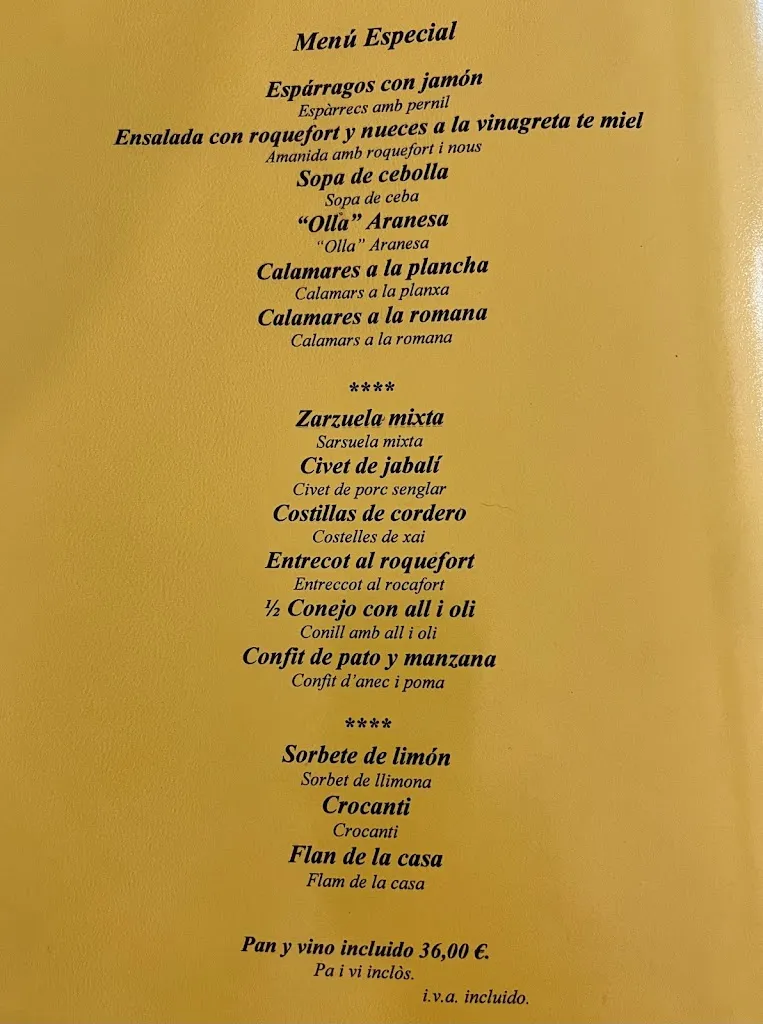 Menú Especial
Espárragos con jamón
Espàrrecs amb pernil
Ensalada con roquefort y nueces a la vinagreta te miel
Amanida amb roquefort i nous
Sopa de cebolla
Sopa de ceba
“Olla” Aranesa
“Olla” Aranesa
Calamares a la plancha
Calamars a la planxa
Calamares a la romana
Calamars a la romana
****
Zarzuela mixta
Sarsuela mixta
Civet de jabalí
Civet de porc senglar
Costillas de cordero
Costelles de xai
Entrecot al roquefort
Entreccot al rocafort
½ Conejo con all i oli
Conill amb all i oli
Confit de pato y manzana
Confit d’anec i poma
****
Sorbete de limón
Sorbet de llimona
Crocanti
Crocanti
Flan de la casa
Flam de la casa
Pan y vino incluido 36,00 €.
Pa i vi inclòs.
i.v.a. incluido.